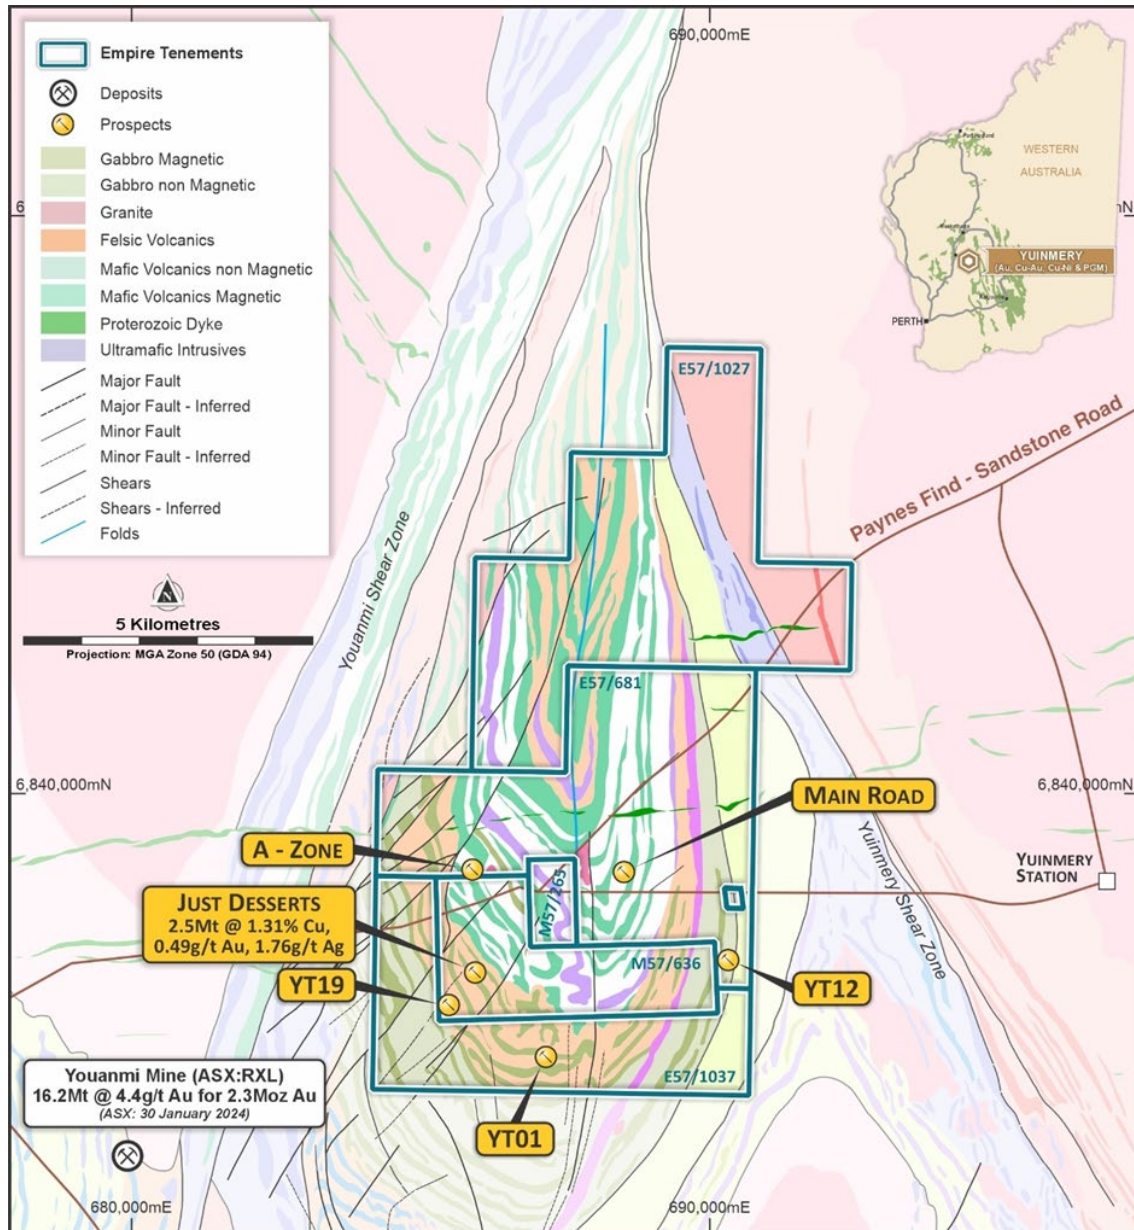 690,000mE
Empire Tenements
Deposits
Prospects
Gabbro Magnetic
Gabbro non Magnetic
Granite
Felsic Volcanics
Mafic Volcanics non Magnetic
Mafic Volcanics Magnetic
Proterozoic Dyke
Ultramafic Intrusives
Major Fault
Major Fault - Inferred
Minor Fault
Minor Fault - Inferred
Shears
Shears - Inferred
Folds
5 Kilometres
Projection: MGA Zone 50 (GDA 94)
WESTERN
AUSTRALIA
YUINMERY
(Au, Cu-Au, Cu-Ni & PGM)
PERTH
E57/1027
Paynes Find - Sandstone Road
Youanmi Shear Zone
E57/681
6,840,000mN
6,840,000mN
MAIN ROAD
A - ZONE
YUINMERY
STATION
Yuinmery Shear Zone
JUST DESSERTS
2.5Mt @ 1.31% Cu,
0.49g/t Au, 1.76g/t Ag
M57/265
M57/636
YT19
YT12
E57/1037
YT01
Youanmi Mine (ASX:RXL)
16.2Mt @ 4.4g/t Au for 2.3Moz Au
(ASX: 30 January 2024)
680,000mE
690,000mE